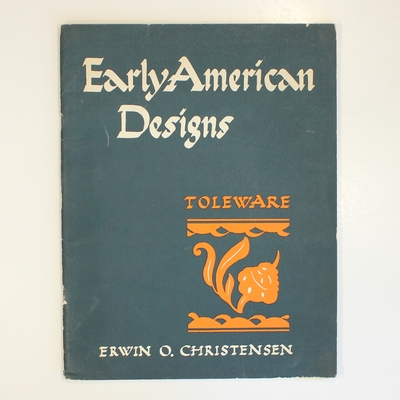 Early American
Designs
TOLEWARE
ERWIN O. CHRISTENSEN